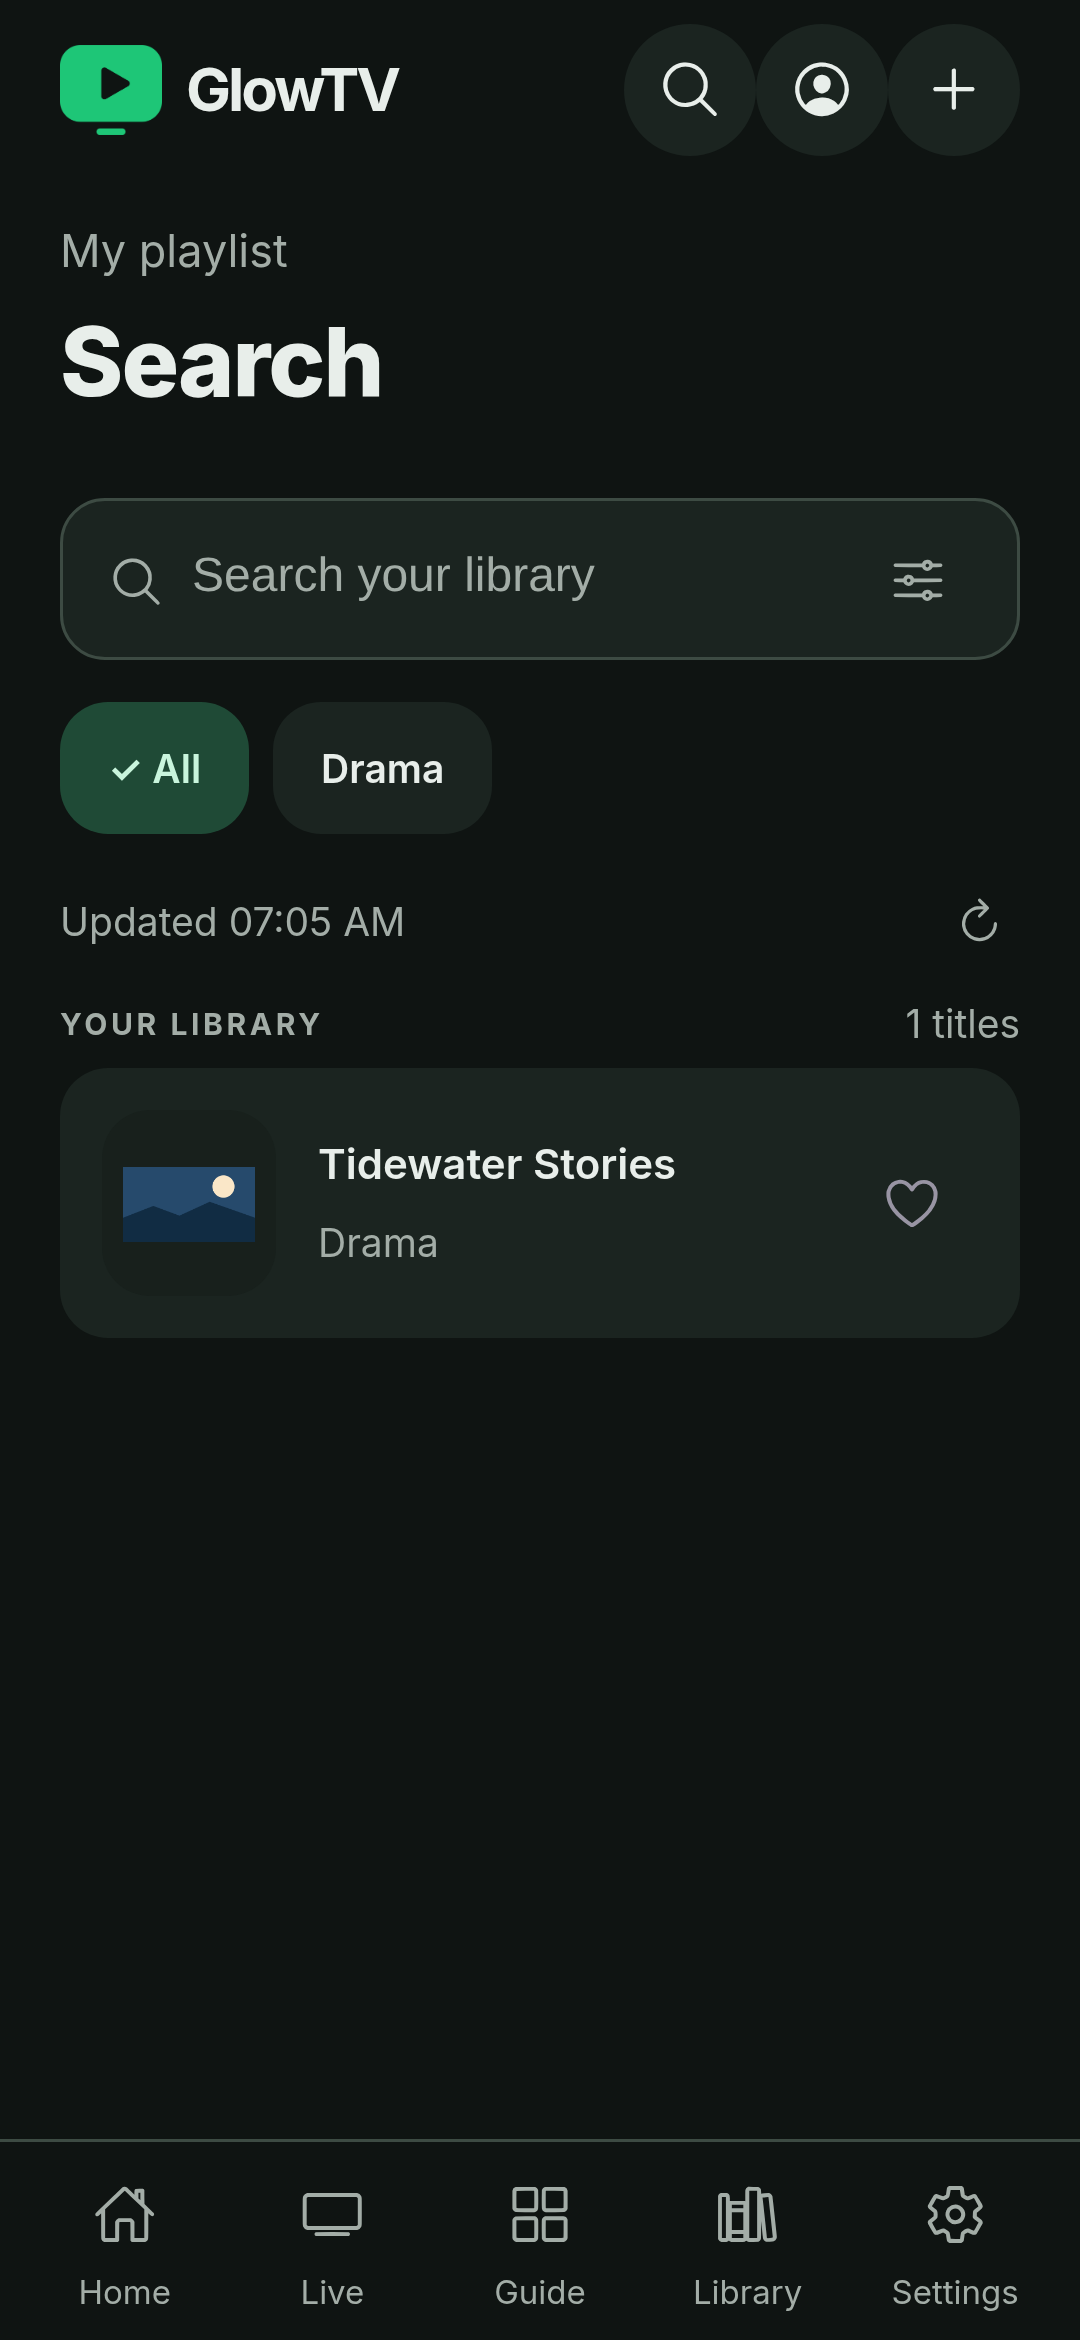 GlowTV
My playlist
Search
Search your library
All
Drama
Updated 07:05 AM
YOUR LIBRARY
1 titles
Tidewater Stories
Drama
Home
Live
Guide
Library
Settings